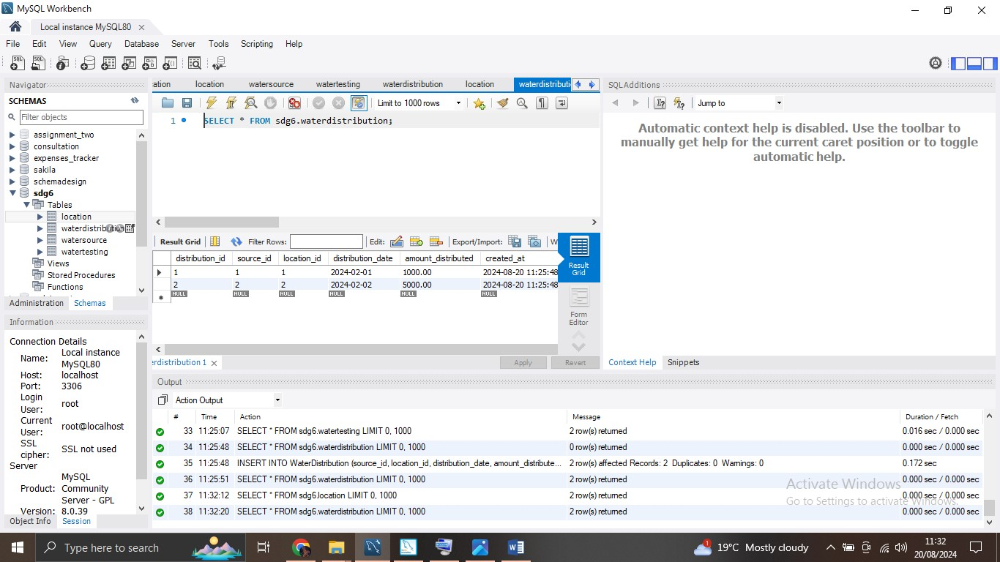 MySQL Workbench
Local instance MySQL80
File Edit View Query Database Server Tools Scripting Help
Navigator
SCHEMAS
Filter objects
assignment_two
consultation
expenses_tracker
sakila
schemadesign
sdg6
Tables
location
waterdistribution
watersource
watertesting
Views
Stored Procedures
Functions
Administration Schemas
Information
Connection Details
Name: Local instance MySQL80
Host: localhost
Port: 3306
Login User: root
Current User: root@localhost
SSL cipher: SSL not used
Server
Product: MySQL Community Server - GPL
Version: 8.0.39
Object Info Session
ation location watersource watertesting waterdistribution location waterdistributi
Limit to 1000 rows
1 SELECT * FROM sdg6.waterdistribution;
Result Grid Filter Rows: Edit: Export/Import: W
distribution_id source_id location_id distribution_date amount_distributed created_at
1 1 1 2024-02-01 1000.00 2024-08-20 11:25:48
2 2 2 2024-02-02 5000.00 2024-08-20 11:25:48
NULL NULL NULL NULL NULL NULL
Result Grid
Form Editor
erdistribution 1
Apply Revert
SQLAdditions
Jump to
Automatic context help is disabled. Use the toolbar to
manually get help for the current caret position or to toggle
automatic help.
Context Help Snippets
Output
Action Output
# Time Action Message Duration / Fetch
33 11:25:07 SELECT * FROM sdg6.watertesting LIMIT 0, 1000 2 row(s) returned 0.016 sec / 0.000 sec
34 11:25:48 SELECT * FROM sdg6.waterdistribution LIMIT 0, 1000 0 row(s) returned 0.000 sec / 0.000 sec
35 11:25:48 INSERT INTO WaterDistribution (source_id, location_id, distribution_date, amount_distribute... 2 row(s) affected Records: 2 Duplicates: 0 Warnings: 0 0.172 sec
36 11:25:51 SELECT * FROM sdg6.waterdistribution LIMIT 0, 1000 2 row(s) returned 0.000 sec / 0.000 sec
37 11:32:12 SELECT * FROM sdg6.location LIMIT 0, 1000 2 row(s) returned 0.000 sec / 0.000 sec
38 11:32:20 SELECT * FROM sdg6.waterdistribution LIMIT 0, 1000 2 row(s) returned 0.000 sec / 0.000 sec
Activate Windows
Go to Settings to activate Windows.
Type here to search
1
19°C Mostly cloudy
11:32
20/08/2024